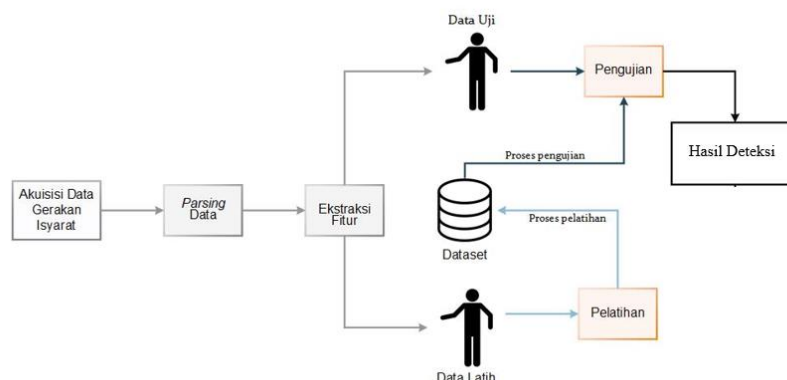 Data Uji
Pengujian
Hasil Deteksi
Proses pengujian
Akuisisi Data
Gerakan
Isyarat
Parsing
Data
Ekstraksi
Fitur
Proses pelatihan
Dataset
Pelatihan
Data Latih